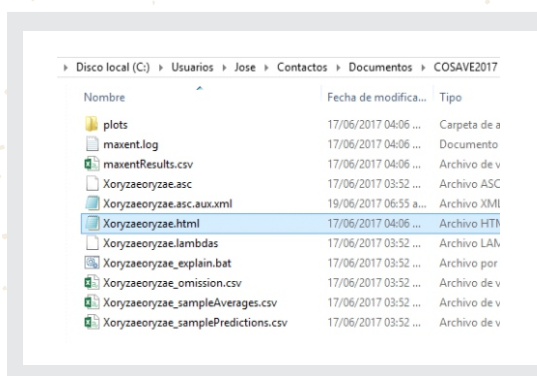 Disco local (C:) Usuarios Jose Contactos Documentos COSAVE2017
Nombre Fecha de modifica... Tipo
plots 17/06/2017 04:06 ... Carpeta de a
maxent.log 17/06/2017 04:06 ... Documento
maxentResults.csv 17/06/2017 04:06 ... Archivo de v
Xoryzaeoryzae.asc 17/06/2017 03:52 ... Archivo ASC
Xoryzaeoryzae.asc.aux.xml 19/06/2017 06:55 a... Archivo XML
Xoryzaeoryzae.html 17/06/2017 04:06 ... Archivo HTM
Xoryzaeoryzae.lambdas 17/06/2017 03:52 ... Archivo LAM
Xoryzaeoryzae_explain.bat 17/06/2017 03:52 ... Archivo por
Xoryzaeoryzae_omission.csv 17/06/2017 03:52 ... Archivo de v
Xoryzaeoryzae_sampleAverages.csv 17/06/2017 03:52 ... Archivo de v
Xoryzaeoryzae_samplePredictions.csv 17/06/2017 03:52 ... Archivo de v